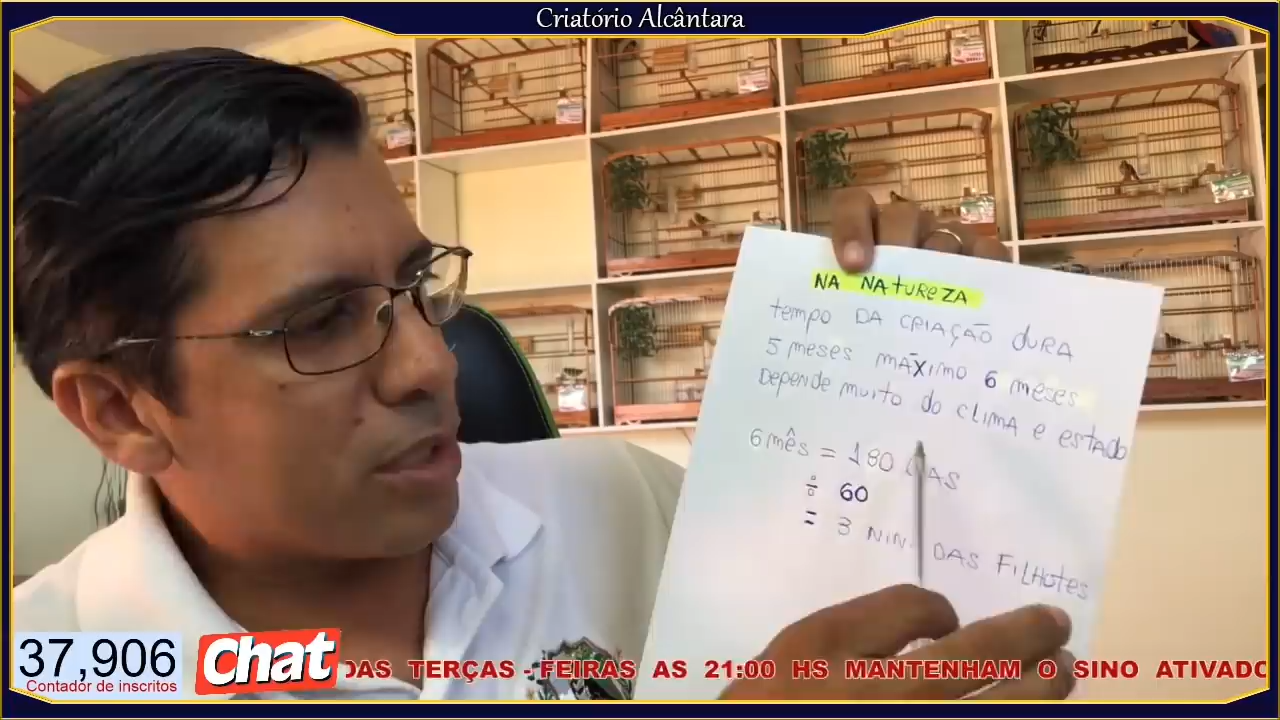 Criatório Alcântara
NA NAtUReZA
tempo DA CRIAÇÃO dURA
5 meses mÁXIMO 6 meses
Depende muito do clima e estado
6 mês = 180 DIAS
÷ 60
= 3 NIN DAS FILHOtes
37,906
Contador de inscritos
Chat
DAS TERÇAS - FEIRAS AS 21:00 HS MANTENHAM O SINO ATIVADO